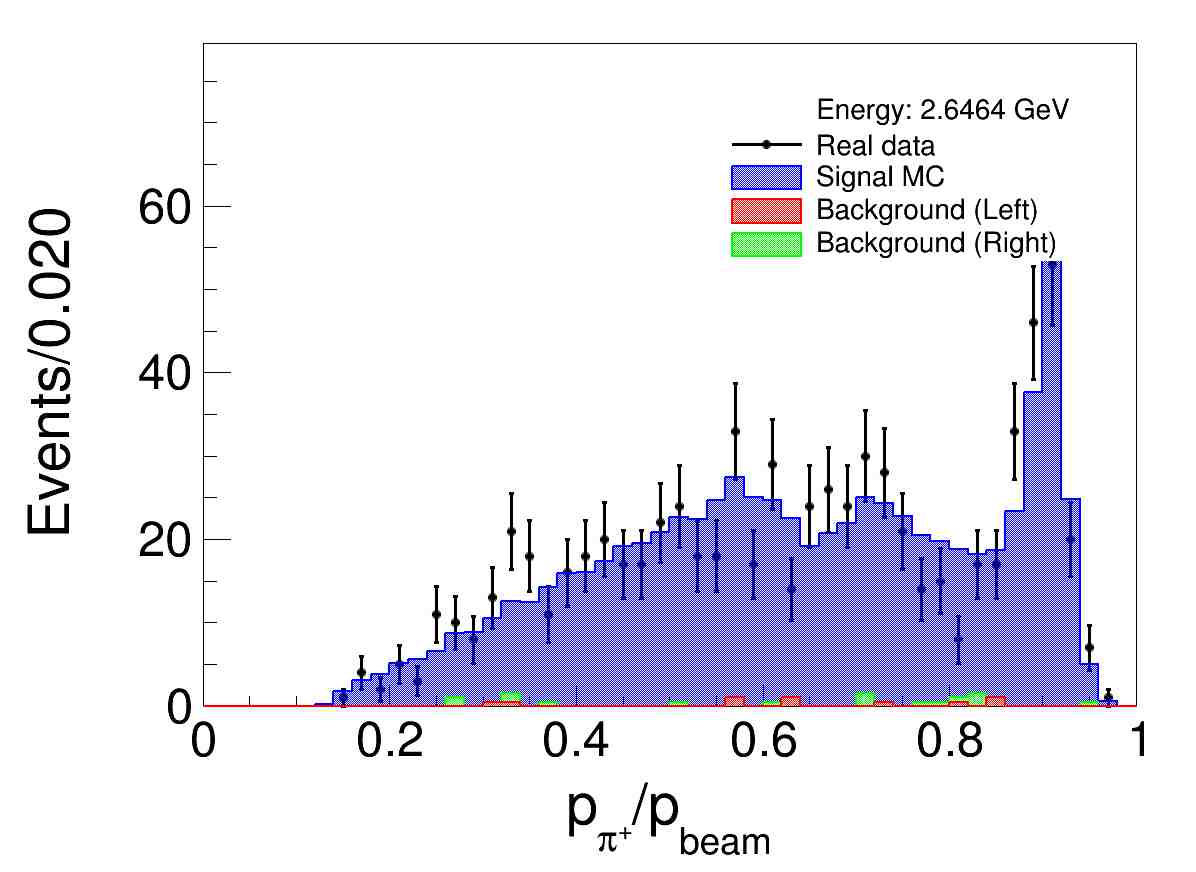 Energy: 2.6464 GeV
Real data
Signal MC
Background (Left)
Background (Right)
Events/0.020
60
40
20
0
0 0.2 0.4 0.6 0.8 1
pπ+/pbeam